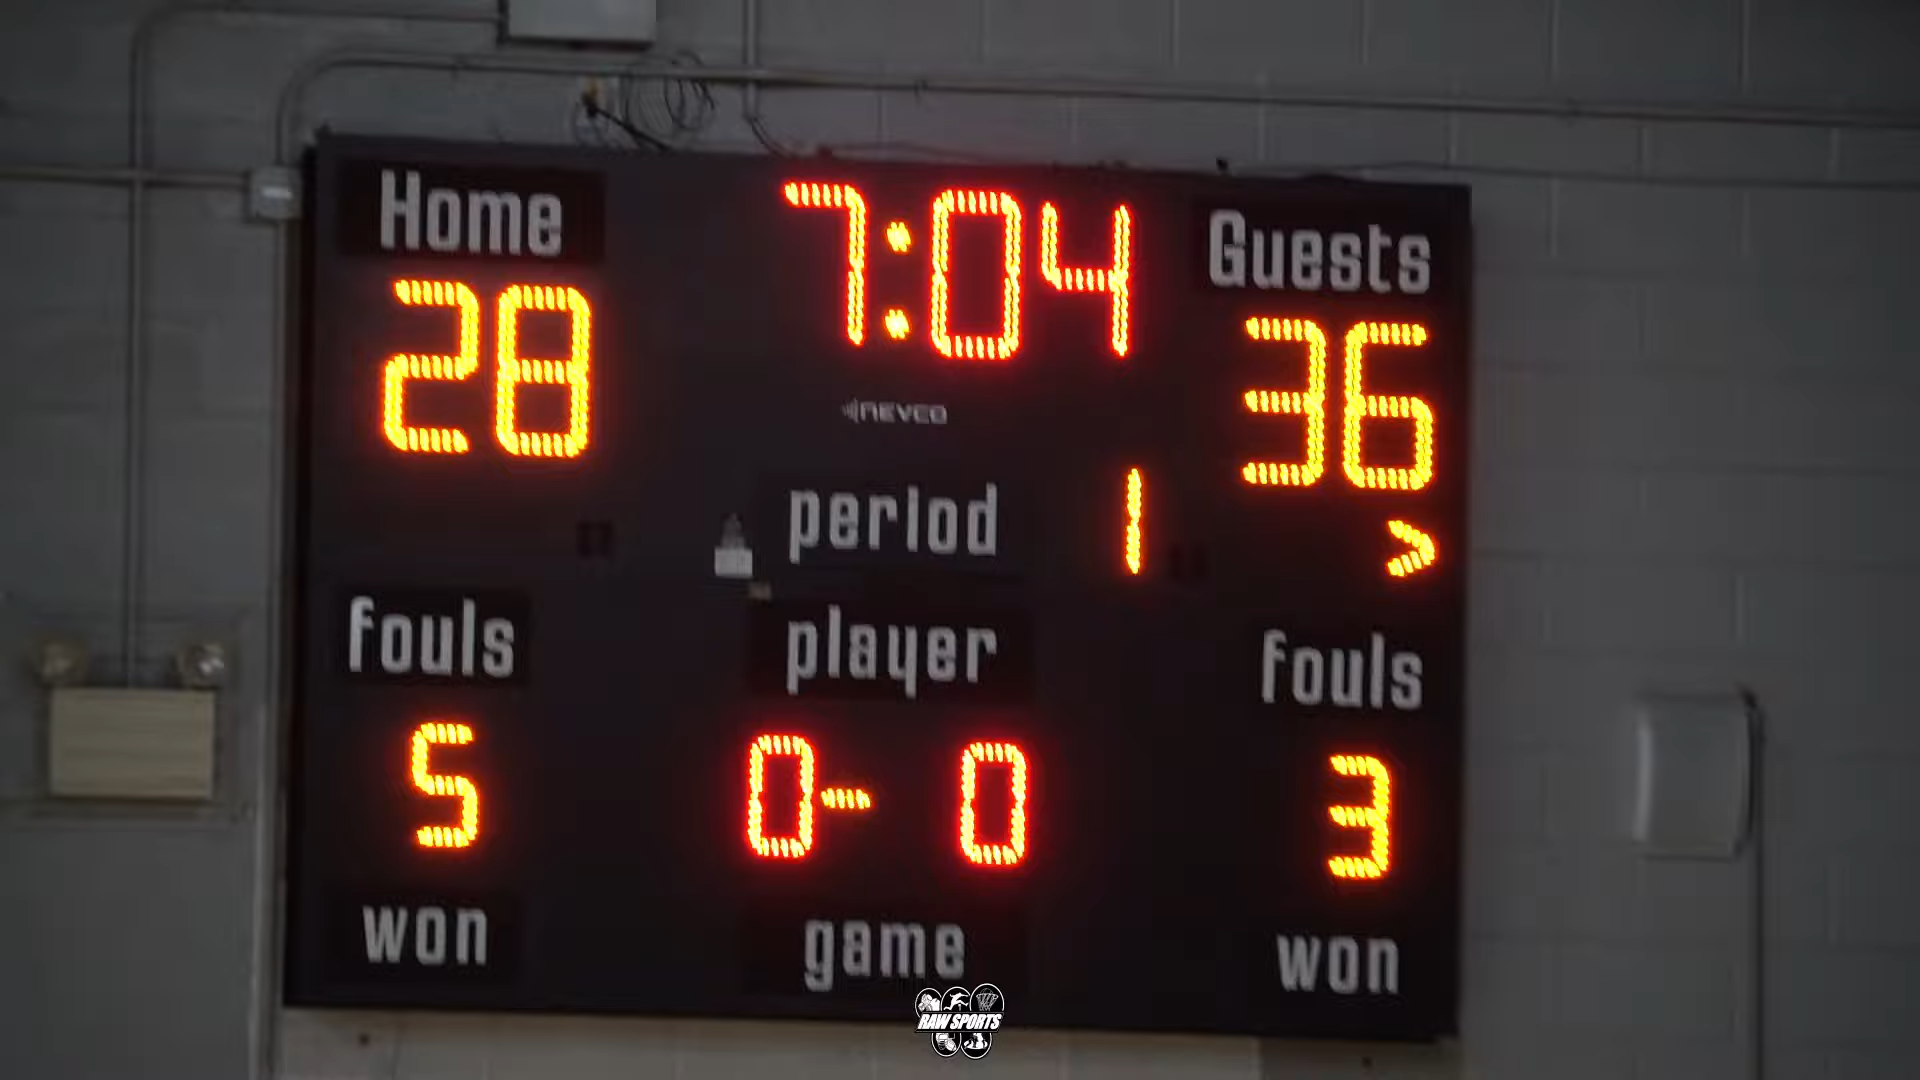 Home 7:04 Guests
28 36
NEVCO
period 1 >
fouls player fouls
5 0- 0 3
won game won
RAW SPORTS